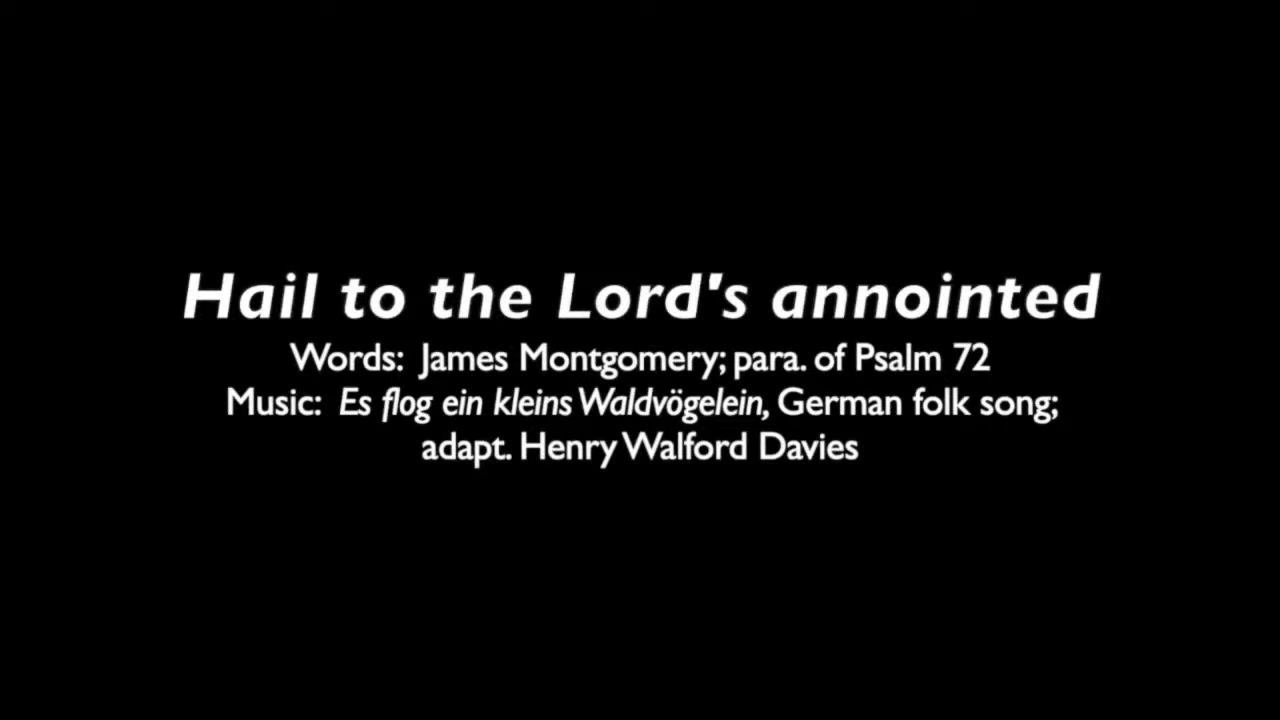 Hail to the Lord's annointed
Words: James Montgomery; para. of Psalm 72
Music: Es flog ein kleins Waldvögelein, German folk song;
adapt. Henry Walford Davies